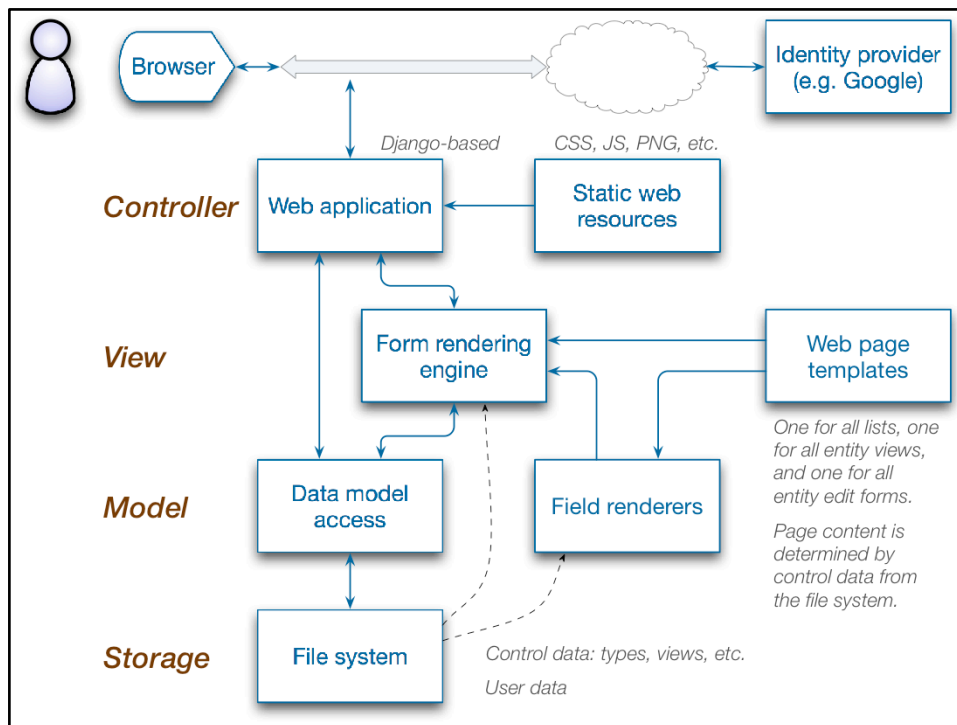 Browser
Identity provider
(e.g. Google)
Django-based
CSS, JS, PNG, etc.
Controller
Web application
Static web
resources
View
Form rendering
engine
Web page
templates
One for all lists, one
for all entity views,
and one for all
entity edit forms.
Page content is
determined by
control data from
the file system.
Model
Data model
access
Field renderers
Storage
File system
Control data: types, views, etc.
User data